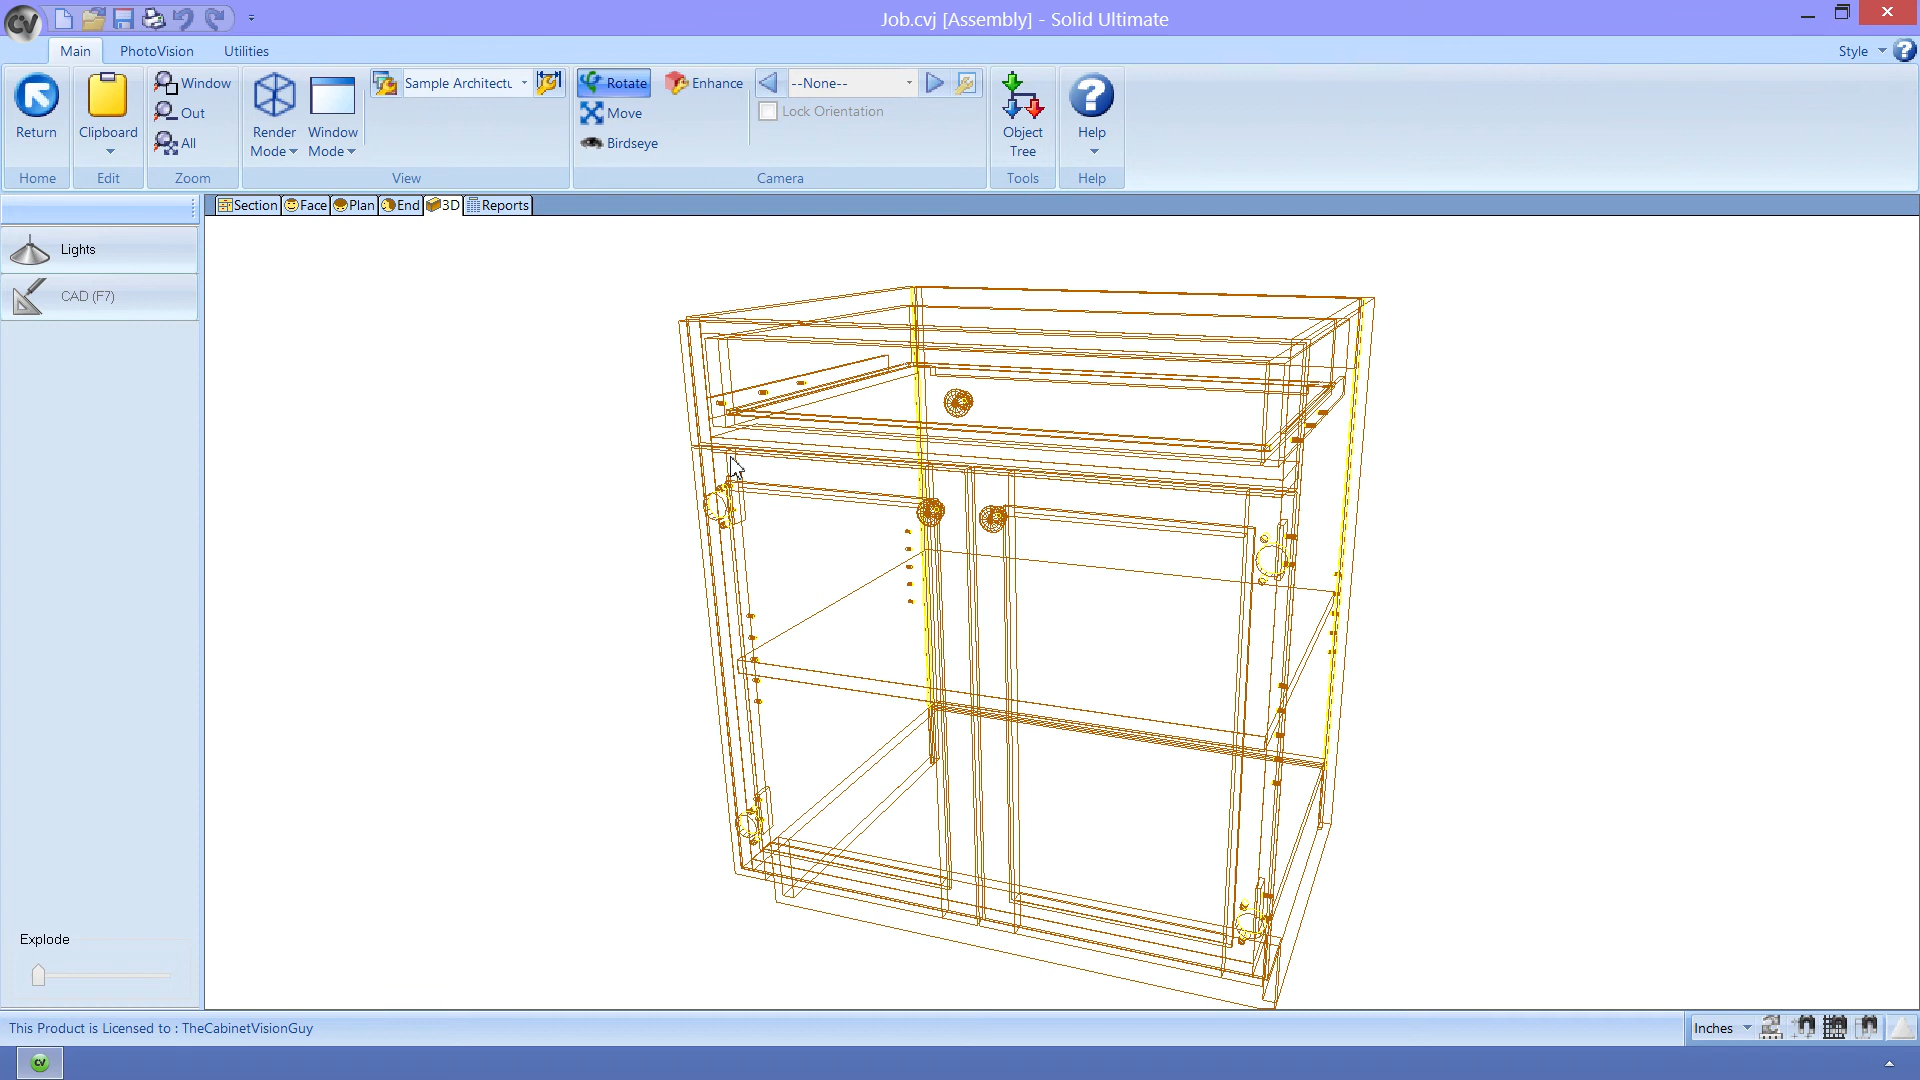 Job.cvj [Assembly] - Solid Ultimate
CV
Main
PhotoVision
Utilities
Style
Return
Clipboard
Window
Out
All
Render
Mode
Window
Mode
Sample Architectu
Rotate
Move
Birdseye
Enhance
--None--
Lock Orientation
Object
Tree
Help
Home
Edit
Zoom
View
Camera
Tools
Help
Section
Face
Plan
End
3D
Reports
Lights
CAD (F7)
Explode
This Product is Licensed to : TheCabinetVisionGuy
Inches
CV